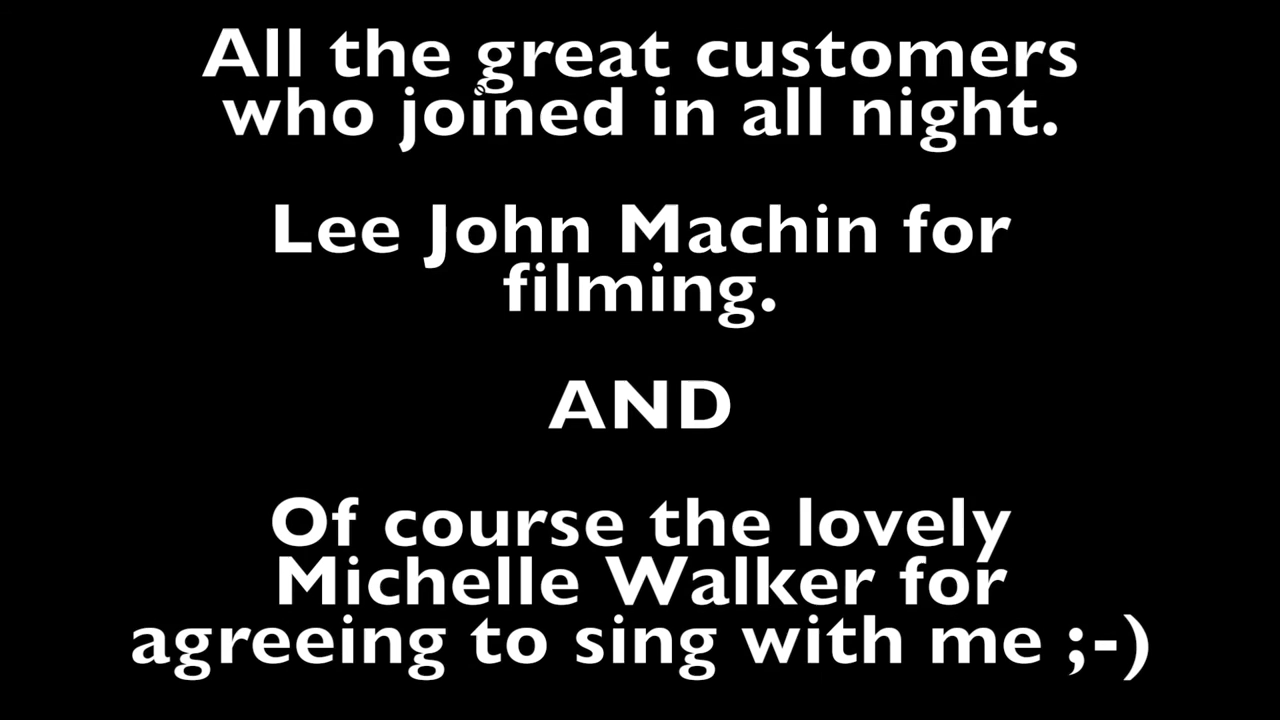 All the great customers
who joined in all night.
Lee John Machin for
filming.
AND
Of course the lovely
Michelle Walker for
agreeing to sing with me ;-)